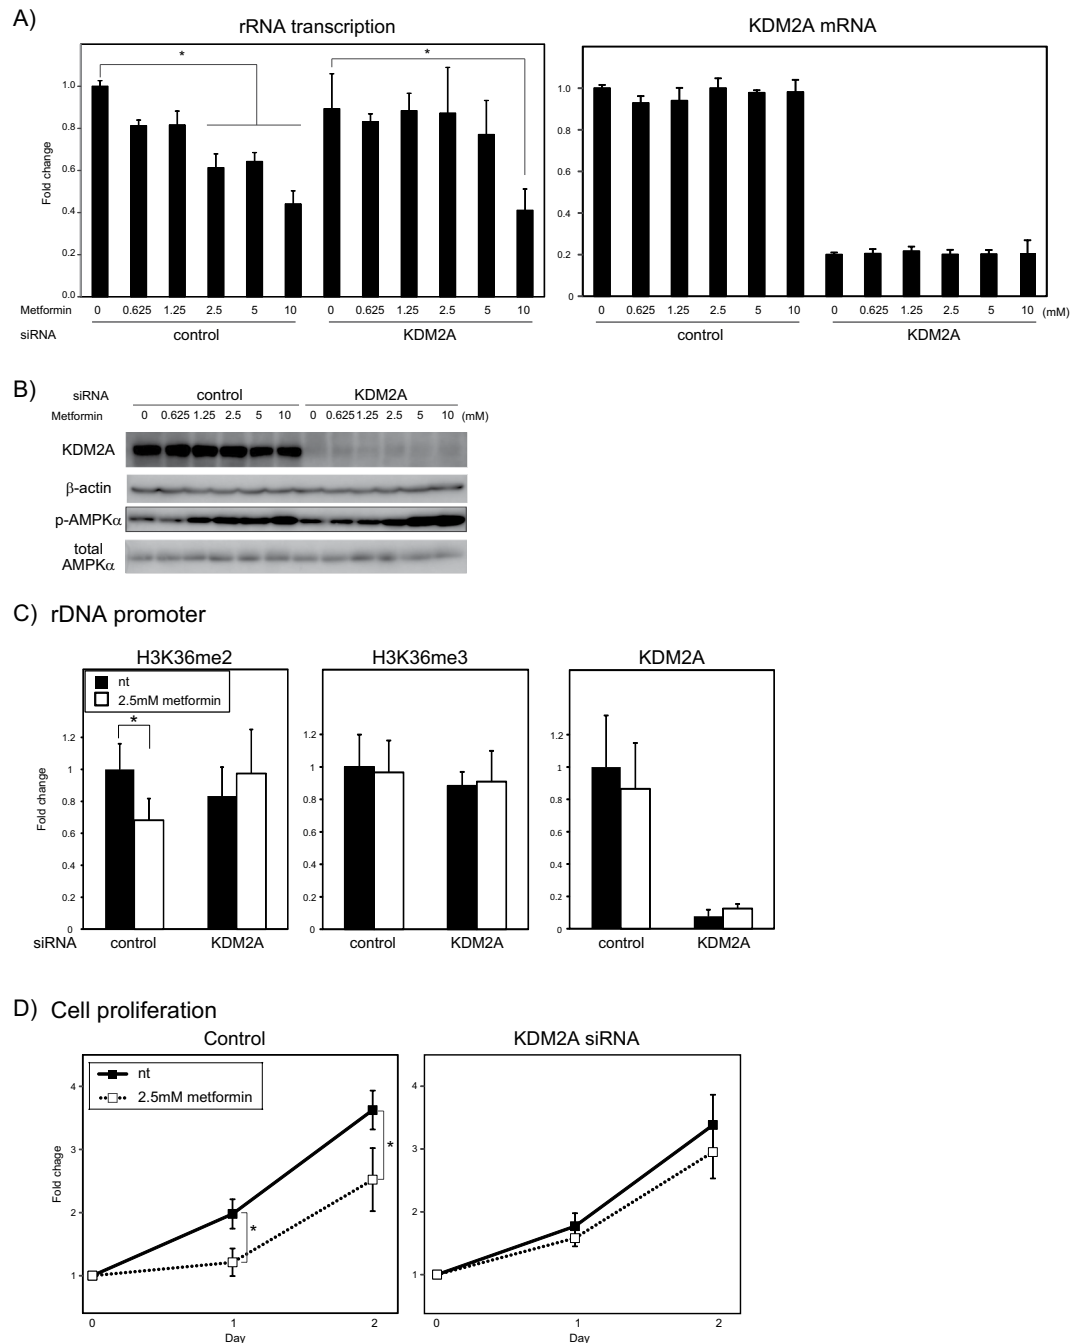 A)
rRNA transcription
KDM2A mRNA
* *
Fold change
1.0
0.8
0.6
0.4
0.2
0.0
1.0
0.8
0.6
0.4
0.2
0
Metformin 0 0.625 1.25 2.5 5 10 0 0.625 1.25 2.5 5 10 0 0.625 1.25 2.5 5 10 0 0.625 1.25 2.5 5 10 (mM)
siRNA control KDM2A control KDM2A
B)
siRNA control KDM2A
Metformin 0 0.625 1.25 2.5 5 10 0 0.625 1.25 2.5 5 10 (mM)
KDM2A
β-actin
p-AMPKα
total
AMPKα
C) rDNA promoter
H3K36me2
nt
2.5mM metformin
*
Fold change
1.2
1
0.8
0.6
0.4
0.2
0
H3K36me3
1.2
1
0.8
0.6
0.4
0.2
0
KDM2A
1.2
1
0.8
0.6
0.4
0.2
0
siRNA control KDM2A control KDM2A control KDM2A
D) Cell proliferation
Control
nt
2.5mM metformin
Fold chage
4
3
2
1
*
*
0 1 2
Day
KDM2A siRNA
4
3
2
1
0 1 2
Day